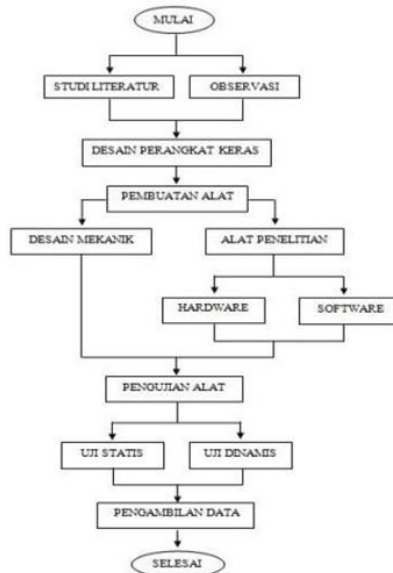 MULAI
STUDI LITERATUR
OBSERVASI
DESAIN PERANGKAT KERAS
PEMBUATAN ALAT
DESAIN MEKANIK
ALAT PENELITIAN
HARDWARE
SOFTWARE
PENGUJIAN ALAT
UJI STATIS
UJI DINAMIS
PENGAMBILAN DATA
SELESAI